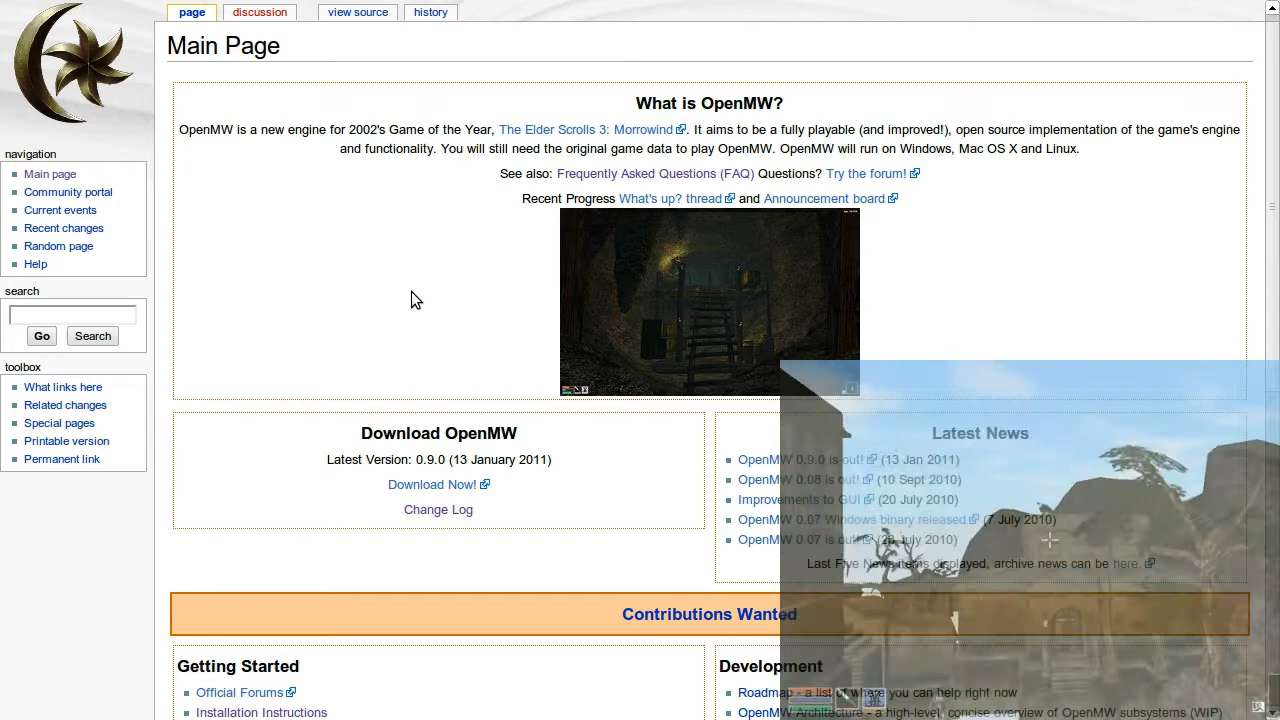 page discussion view source history
Main Page
What is OpenMW?
OpenMW is a new engine for 2002's Game of the Year, The Elder Scrolls 3: Morrowind. It aims to be a fully playable (and improved!), open source implementation of the game's engine
and functionality. You will still need the original game data to play OpenMW. OpenMW will run on Windows, Mac OS X and Linux.
See also: Frequently Asked Questions (FAQ) Questions? Try the forum!
Recent Progress What's up? thread and Announcement board
navigation
Main page
Community portal
Current events
Recent changes
Random page
Help
search
Go Search
toolbox
What links here
Related changes
Special pages
Printable version
Permanent link
Download OpenMW
Latest Version: 0.9.0 (13 January 2011)
Download Now!
Change Log
Latest News
OpenMW 0.9.0 is out! (13 Jan 2011)
OpenMW 0.08 is out! (10 Sept 2010)
Improvements to GUI (20 July 2010)
OpenMW 0.07 Windows binary released (7 July 2010)
OpenMW 0.07 is out! July 2010)
Last Five News items displayed, archive news can be here.
Contributions Wanted
Getting Started
Official Forums
Installation Instructions
Development
Roadmap - a list of where you can help right now
OpenMW Architecture - a high-level, concise overview of OpenMW subsystems (WIP)